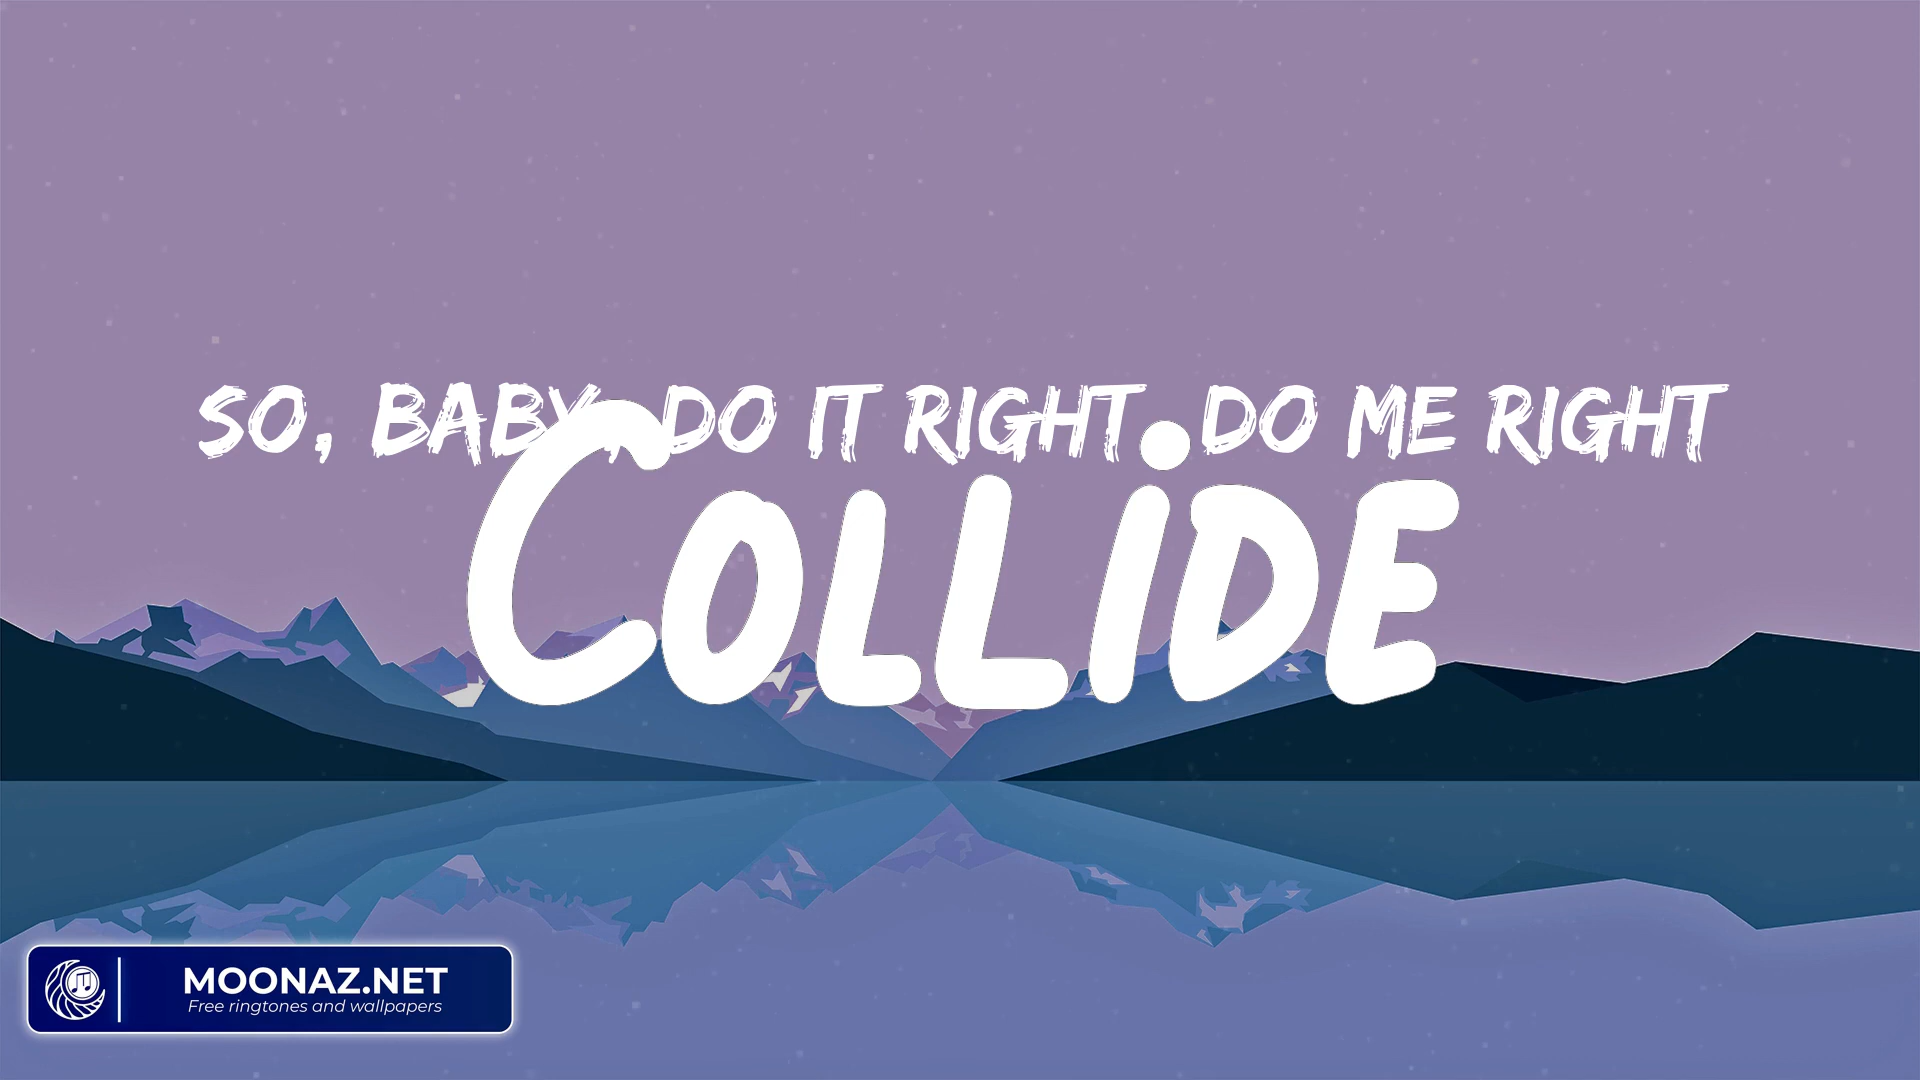 SO, BABY, DO IT RIGHT, DO ME RIGHT
COLLiDE
MOONAZ.NET
Free ringtones and wallpapers